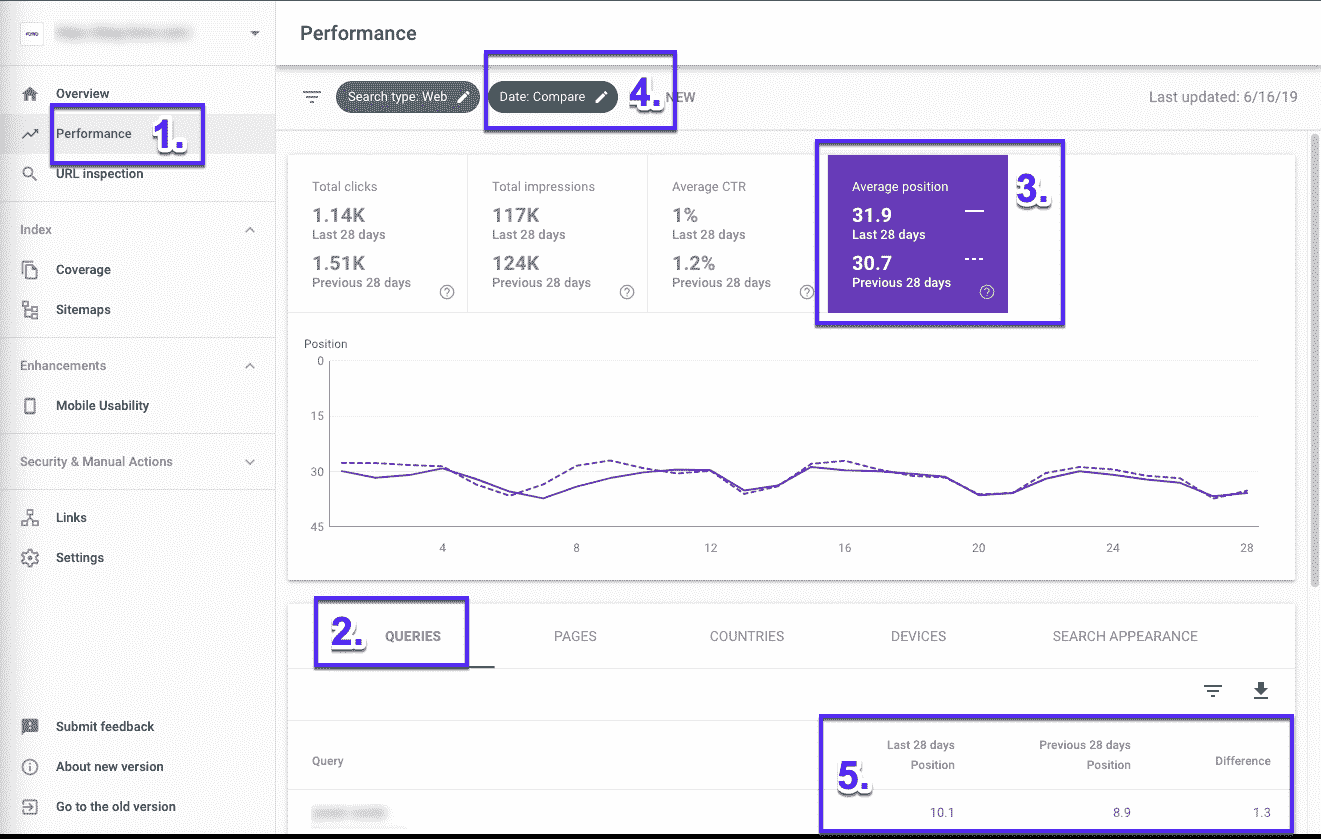 Performance
Overview
Performance
1.
URL inspection
Index
Coverage
Sitemaps
Enhancements
Mobile Usability
Security & Manual Actions
Links
Settings
Submit feedback
About new version
Go to the old version
Search type: Web
Date: Compare
4.
NEW
Last updated: 6/16/19
Total clicks
1.14K
Last 28 days
1.51K
Previous 28 days
Total impressions
117K
Last 28 days
124K
Previous 28 days
Average CTR
1%
Last 28 days
1.2%
Previous 28 days
Average position
31.9
Last 28 days
30.7
Previous 28 days
3.
Position
0
15
30
45
4 8 12 16 20 24 28
2. QUERIES PAGES COUNTRIES DEVICES SEARCH APPEARANCE
Query
5.
Last 28 days
Position
Previous 28 days
Position
Difference
10.1 8.9 1.3